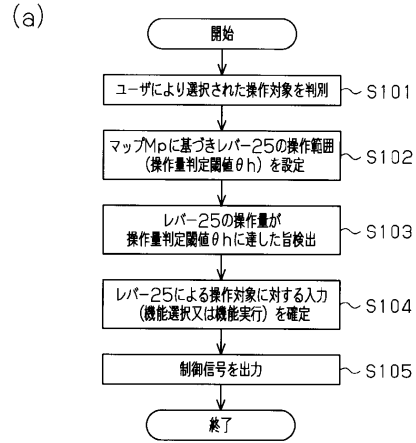 (a)
開始
ユーザにより選択された操作対象を判別
S101
マップMpに基づきレバー25の操作範囲
(操作量判定閾値θh)を設定
S102
レバー25の操作量が
操作量判定閾値θhに達した旨検出
S103
レバー25による操作対象に対する入力
(機能選択又は機能実行)を確定
S104
制御信号を出力
S105
終了